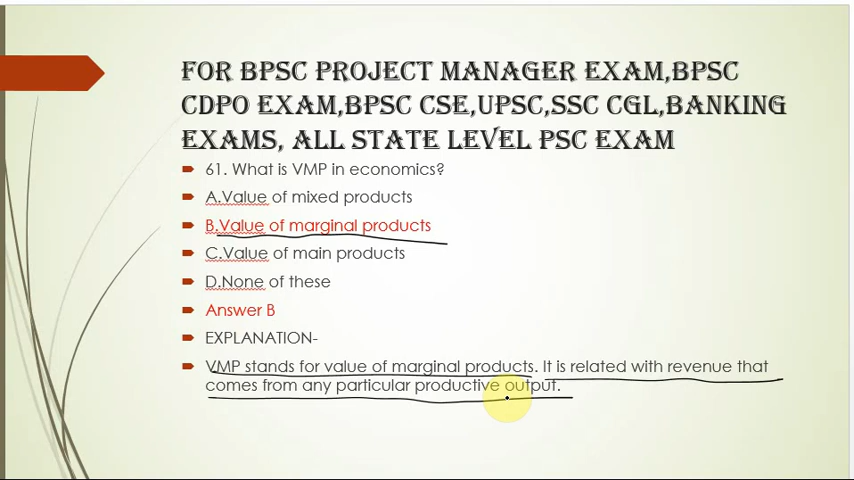 FOR BPSC PROJECT MANAGER EXAM,BPSC
CDPO EXAM,BPSC CSE,UPSC,SSC CGL,BANKING
EXAMS, ALL STATE LEVEL PSC EXAM
61. What is VMP in economics?
A.Value of mixed products
B.Value of marginal products
C.Value of main products
D.None of these
Answer B
EXPLANATION-
VMP stands for value of marginal products. It is related with revenue that
comes from any particular productive output.